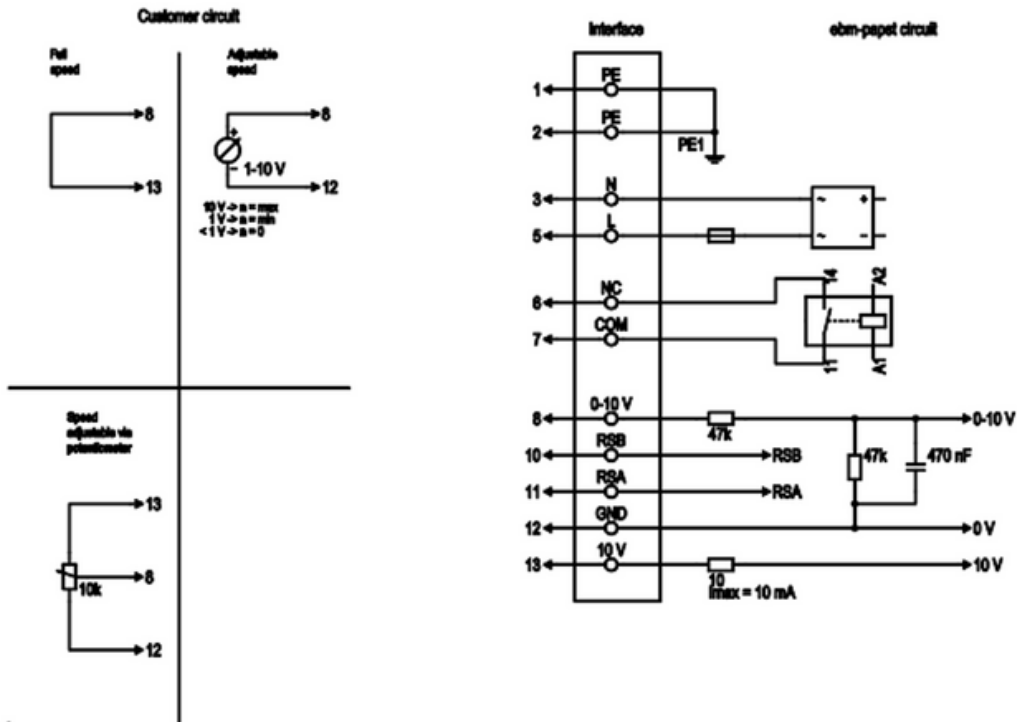 Customer circuit
Full
speed
8
13
Adjustable
speed
8
+
-
1-10 V
12
10 V -> n = max
1 V -> n = min
< 1 V -> n = 0
Speed
adjustable via
potentiometer
13
8
10k
12
Interface
ebm-papst circuit
1
PE
2
PE
PE1
3
N
~
+
5
L
~
-
6
NC
14
A2
7
COM
11
A1
8
0-10 V
47k
0-10 V
10
RSB
RSB
47k
470 nF
11
RSA
RSA
12
GND
0 V
13
10 V
10
Imax = 10 mA
10 V